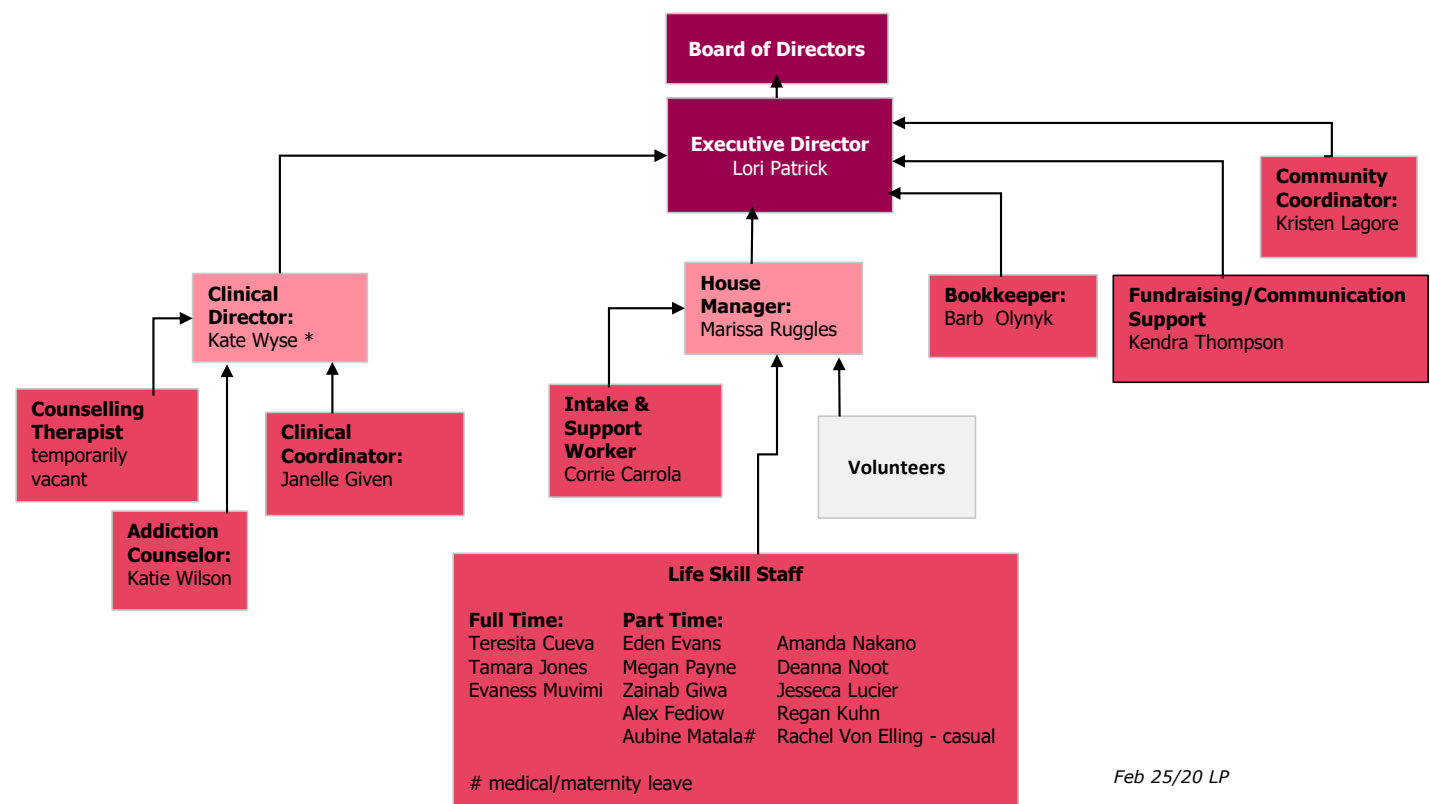 Board of Directors
Executive Director
Lori Patrick
Community
Coordinator:
Kristen Lagore
Clinical
Director:
Kate Wyse *
House
Manager:
Marissa Ruggles
Bookkeeper:
Barb  Olynyk
Fundraising/Communication
Support
Kendra Thompson
Counselling
Therapist
temporarily
vacant
Clinical
Coordinator:
Janelle Given
Intake &
Support
Worker
Corrie Carrola
Volunteers
Addiction
Counselor:
Katie Wilson
Life Skill Staff
Full Time: Part Time:
Teresita Cueva Eden Evans Amanda Nakano
Tamara Jones Megan Payne Deanna Noot
Evaness Muvimi Zainab Giwa Jesseca Lucier
Alex Fediow Regan Kuhn
Aubine Matala# Rachel Von Elling - casual
# medical/maternity leave
Feb 25/20 LP